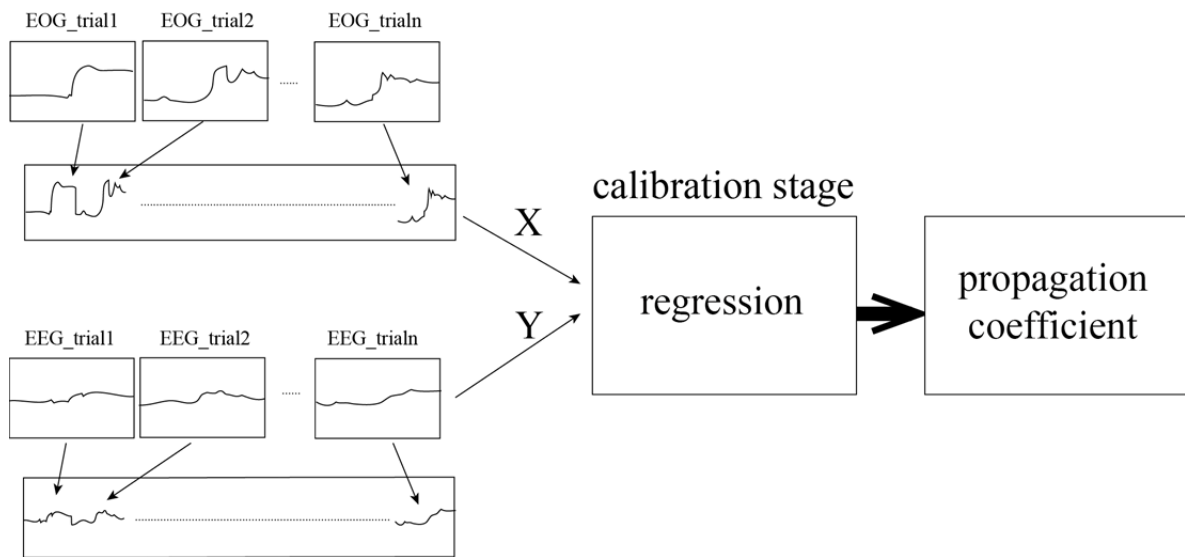 EOG_trial1 EOG_trial2 EOG_trialn
......
X
EEG_trial1 EEG_trial2 EEG_trialn
......
Y
calibration stage
regression
propagation
coefficient